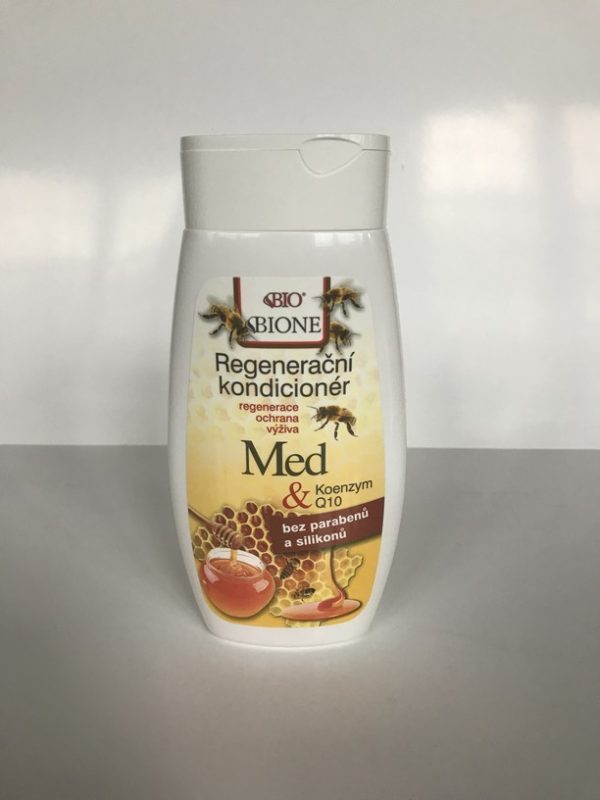 BIO®
BIONE
Regenerační
kondicionér
regenerace
ochrana
výživa
Med
& Koenzym
Q10
bez parabenů
a silikonů